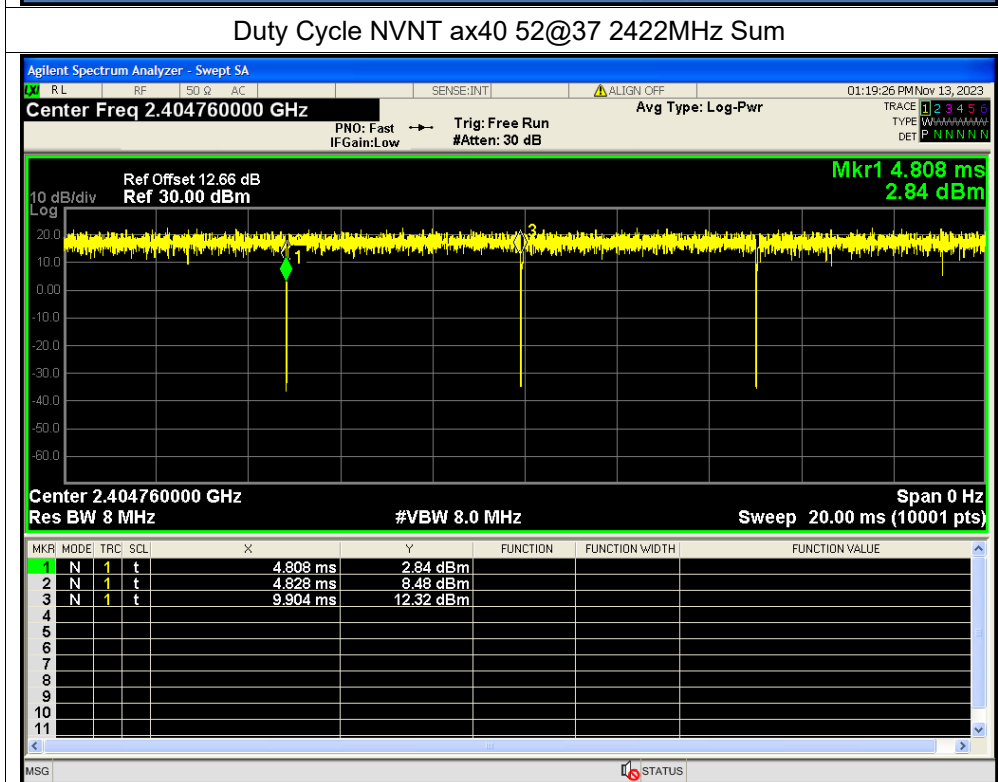 Duty Cycle NVNT ax40 52@37 2422MHz Sum
Agilent Spectrum Analyzer - Swept SA
LXI RL RF 50 Ω AC SENSE:INT ALIGN OFF 01:19:26 PM Nov 13, 2023
Center Freq 2.404760000 GHz Avg Type: Log-Pwr TRACE 1 2 3 4 5 6
PNO: Fast Trig: Free Run TYPE WWWWWW
IFGain:Low #Atten: 30 dB DET P N N N N N
Mkr1 4.808 ms
Ref Offset 12.66 dB 2.84 dBm
10 dB/div Ref 30.00 dBm
Log
20.0
10.0
0.00
-10.0
-20.0
-30.0
-40.0
-50.0
-60.0
1
3
Center 2.404760000 GHz Span 0 Hz
Res BW 8 MHz #VBW 8.0 MHz Sweep 20.00 ms (10001 pts)
MKR MODE TRC SCL X Y FUNCTION FUNCTION WIDTH FUNCTION VALUE
1 N 1 t 4.808 ms 2.84 dBm
2 N 1 t 4.828 ms 8.48 dBm
3 N 1 t 9.904 ms 12.32 dBm
4
5
6
7
8
9
10
11
MSG STATUS